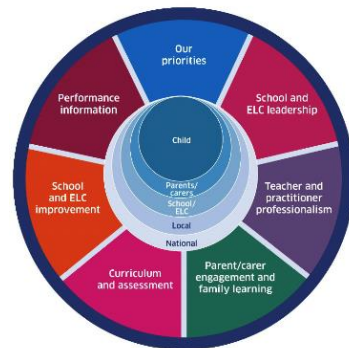 Our
priorities
School and
ELC leadership
Teacher and
practitioner
professionalism
Parent/carer
engagement and
family learning
Curriculum
and assessment
School
and ELC
improvement
Performance
information
Child
Parents/
carers
School/
ELC
Local
National